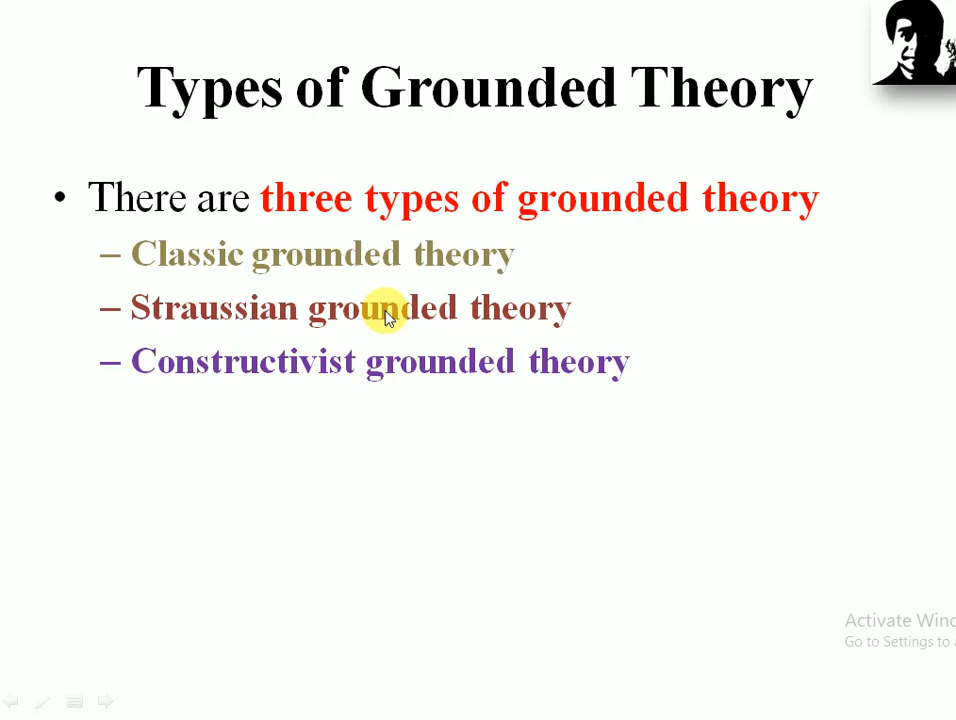 Types of Grounded Theory
• There are three types of grounded theory
– Classic grounded theory
– Straussian grounded theory
– Constructivist grounded theory
Activate Wind
Go to Settings to